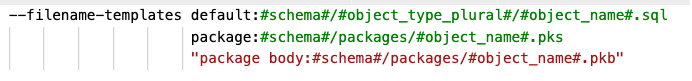 --filename-templates default:#schema#/#object_type_plural#/#object_name#.sql
package:#schema#/packages/#object_name#.pks
"package body:#schema#/packages/#object_name#.pkb"